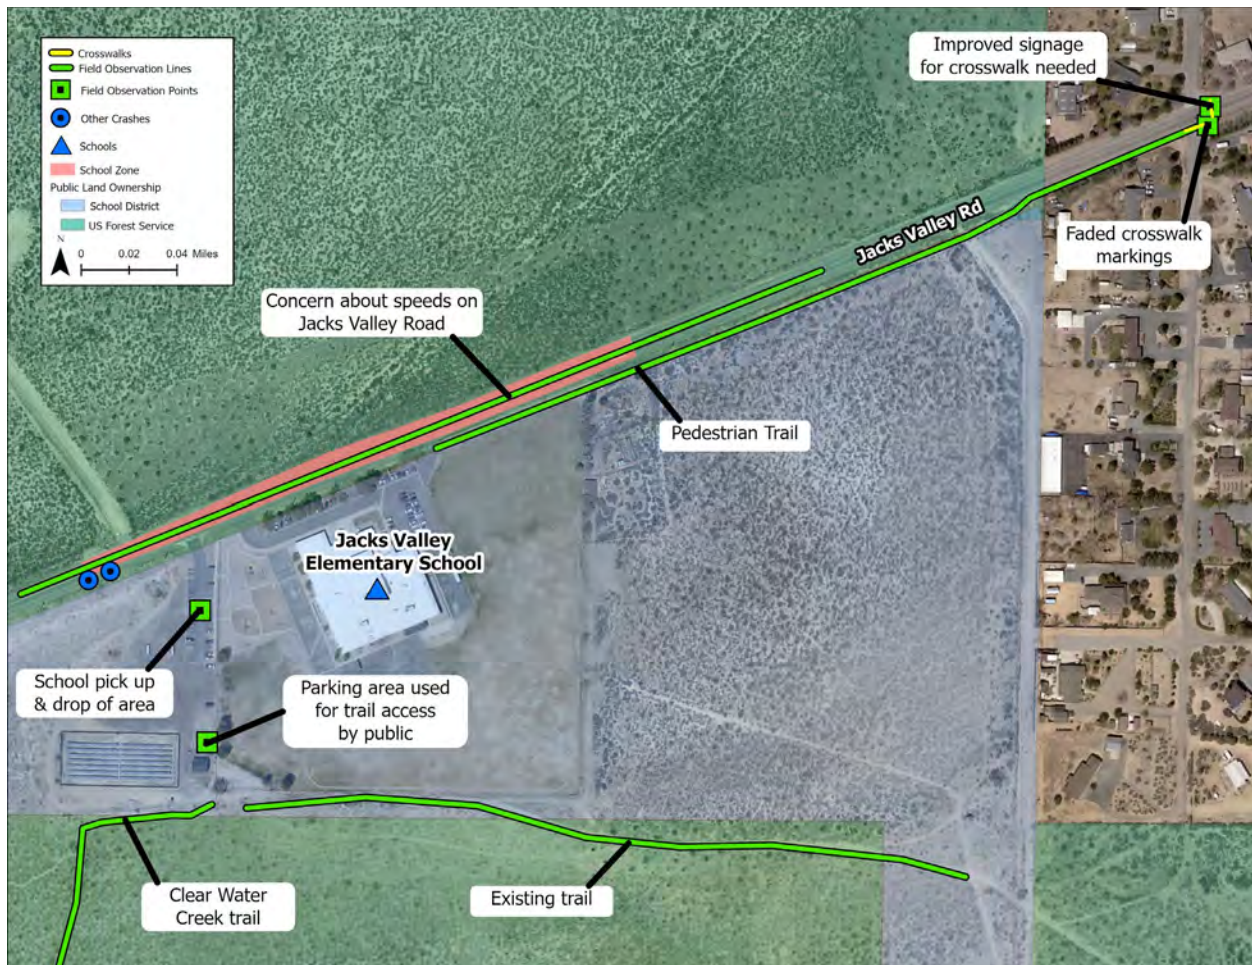 Crosswalks
Field Observation Lines
Field Observation Points
Other Crashes
Schools
School Zone
Public Land Ownership
School District
US Forest Service
N
0 0.02 0.04 Miles
Improved signage
for crosswalk needed
Faded crosswalk
markings
Jacks Valley Rd
Concern about speeds on
Jacks Valley Road
Pedestrian Trail
Jacks Valley
Elementary School
School pick up
& drop of area
Parking area used
for trail access
by public
Clear Water
Creek trail
Existing trail